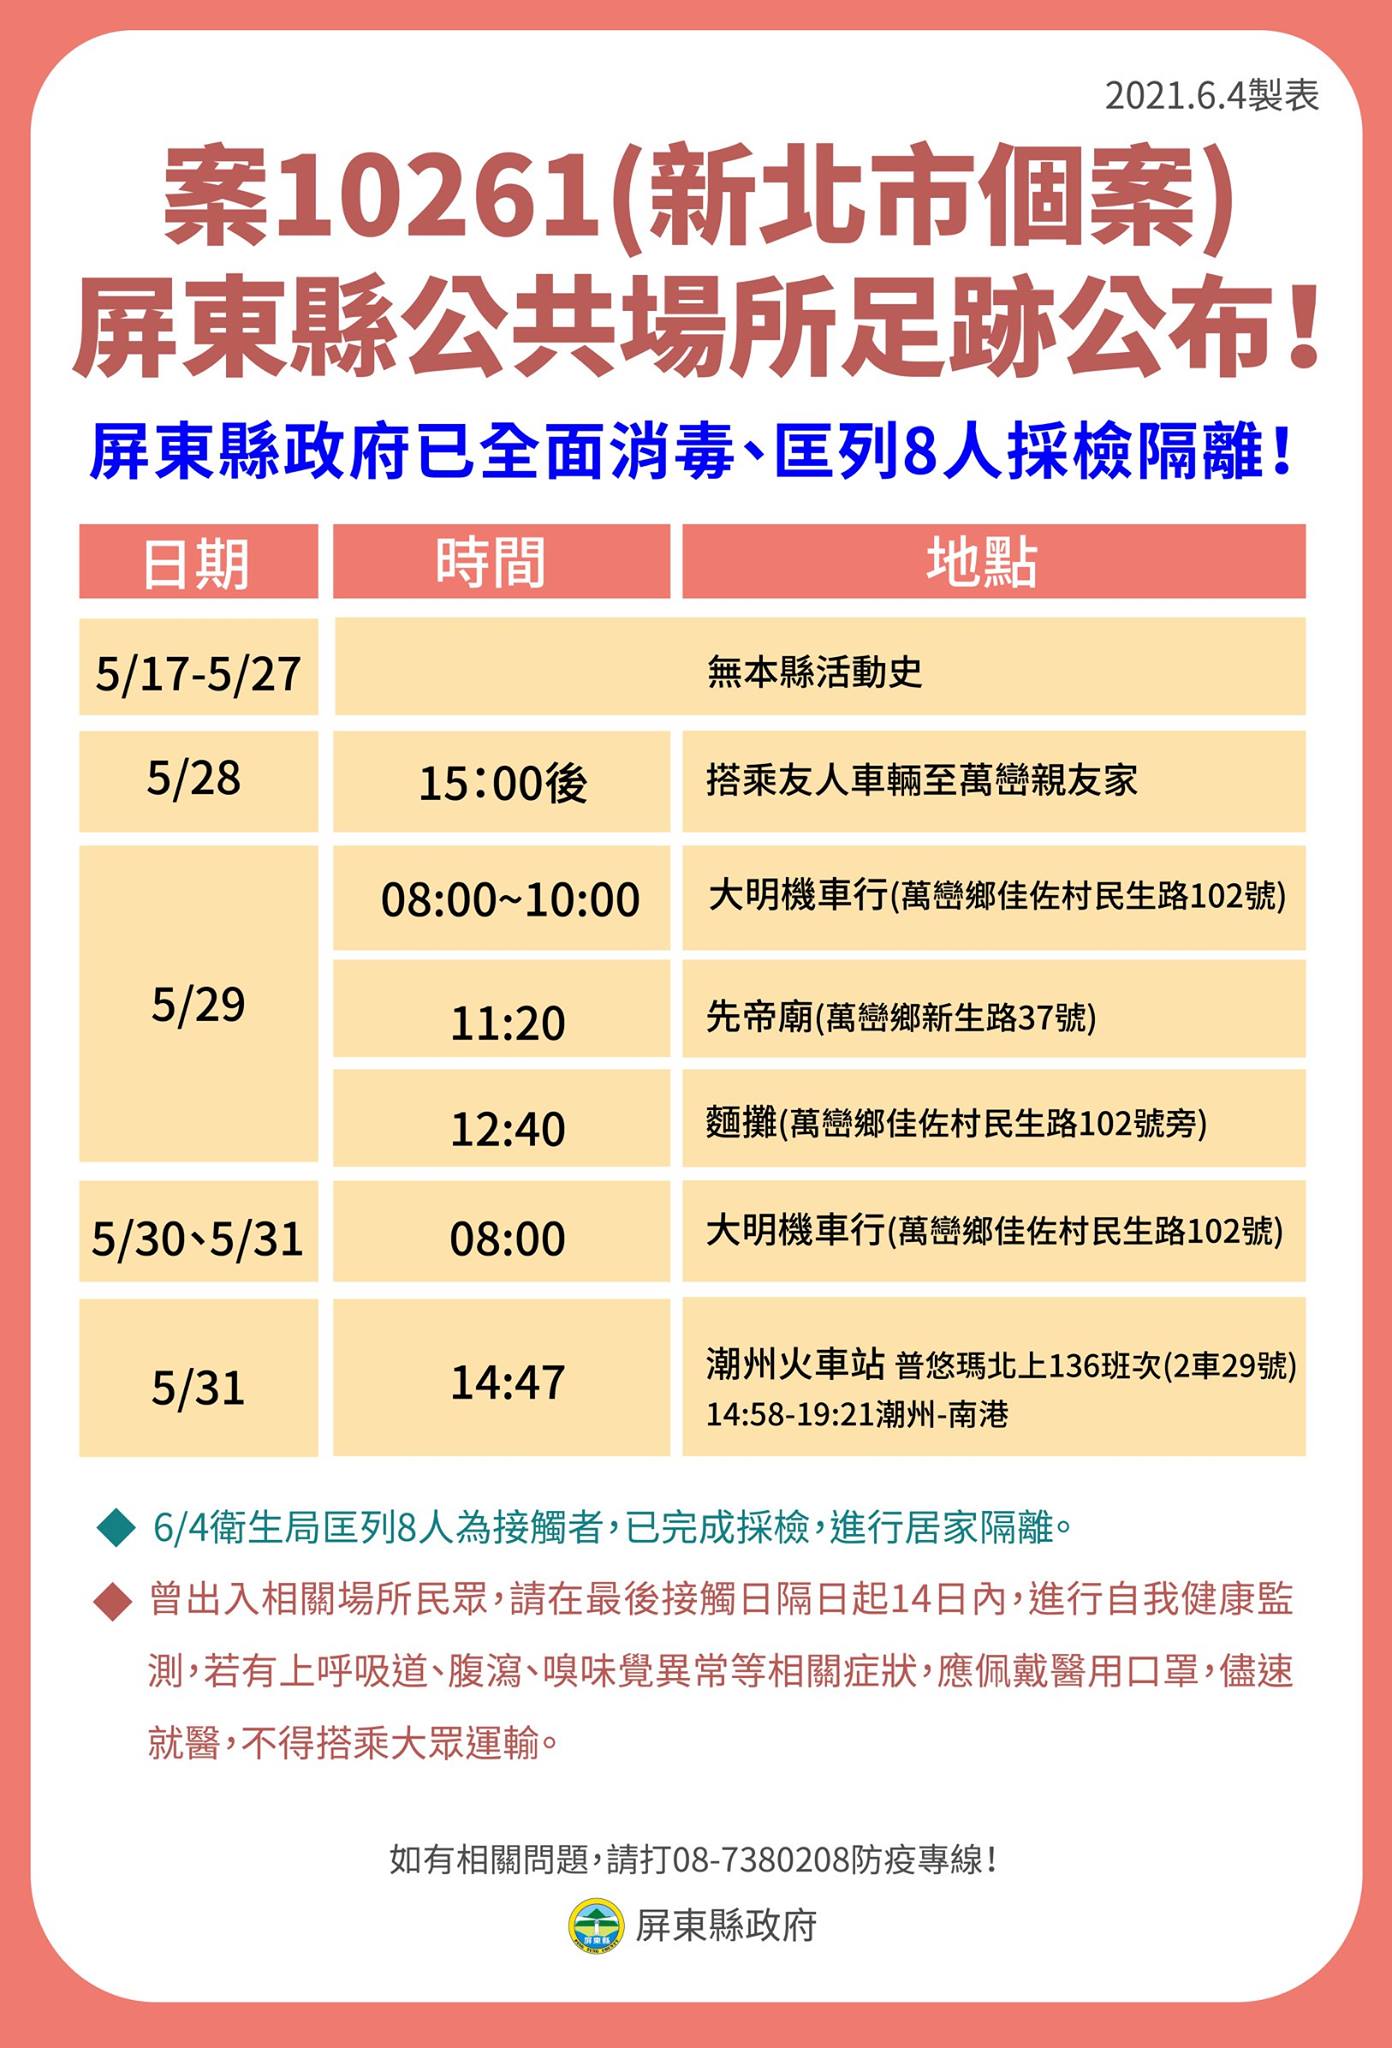 2021.6.4製表
案10261(新北市個案)
屏東縣公共場所足跡公布！
屏東縣政府已全面消毒、匡列8人採檢隔離！
日期 時間 地點
5/17-5/27 無本縣活動史
5/28 15：00後 搭乘友人車輛至萬巒親友家
08:00~10:00 大明機車行(萬巒鄉佳佐村民生路102號)
5/29 11:20 先帝廟(萬巒鄉新生路37號)
12:40 麵攤(萬巒鄉佳佐村民生路102號旁)
5/30、5/31 08:00 大明機車行(萬巒鄉佳佐村民生路102號)
5/31 14:47 潮州火車站 普悠瑪北上136班次(2車29號)
14:58-19:21潮州-南港
6/4衛生局匡列8人為接觸者，已完成採檢，進行居家隔離。
曾出入相關場所民眾，請在最後接觸日隔日起14日內，進行自我健康監
測，若有上呼吸道、腹瀉、嗅味覺異常等相關症狀，應佩戴醫用口罩，儘速
就醫，不得搭乘大眾運輸。
如有相關問題，請打08-7380208防疫專線！
屏東縣 屏東縣政府